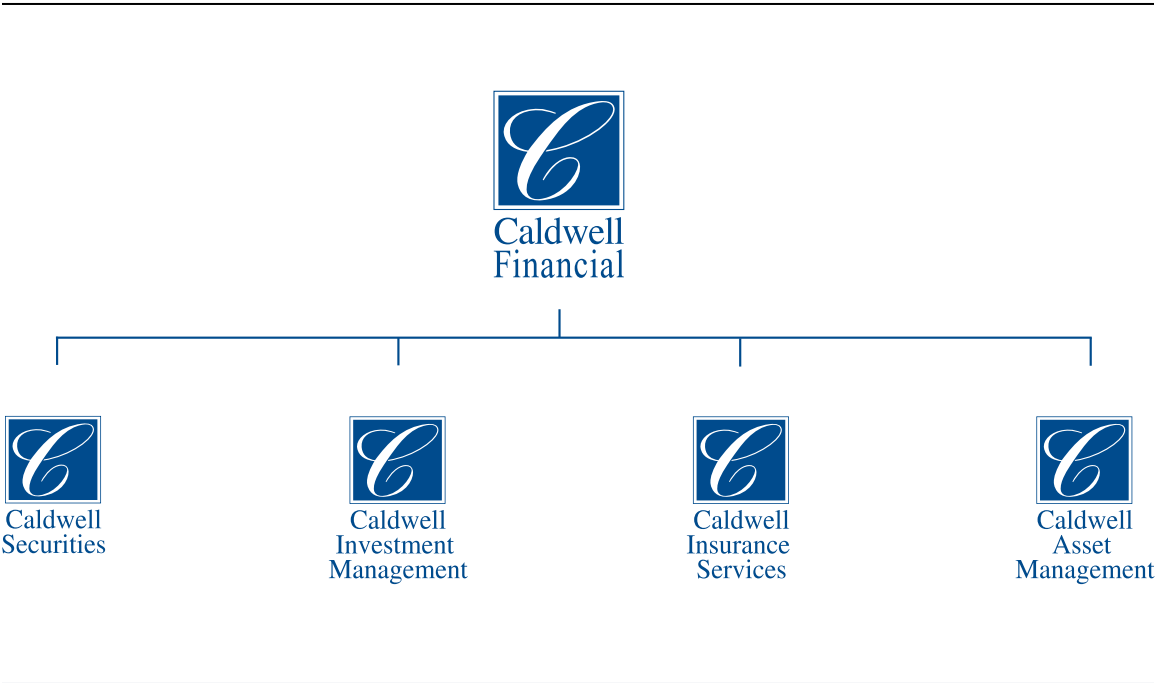 C
Caldwell
Financial
C
Caldwell
Securities
C
Caldwell
Investment
Management
C
Caldwell
Insurance
Services
C
Caldwell
Asset
Management